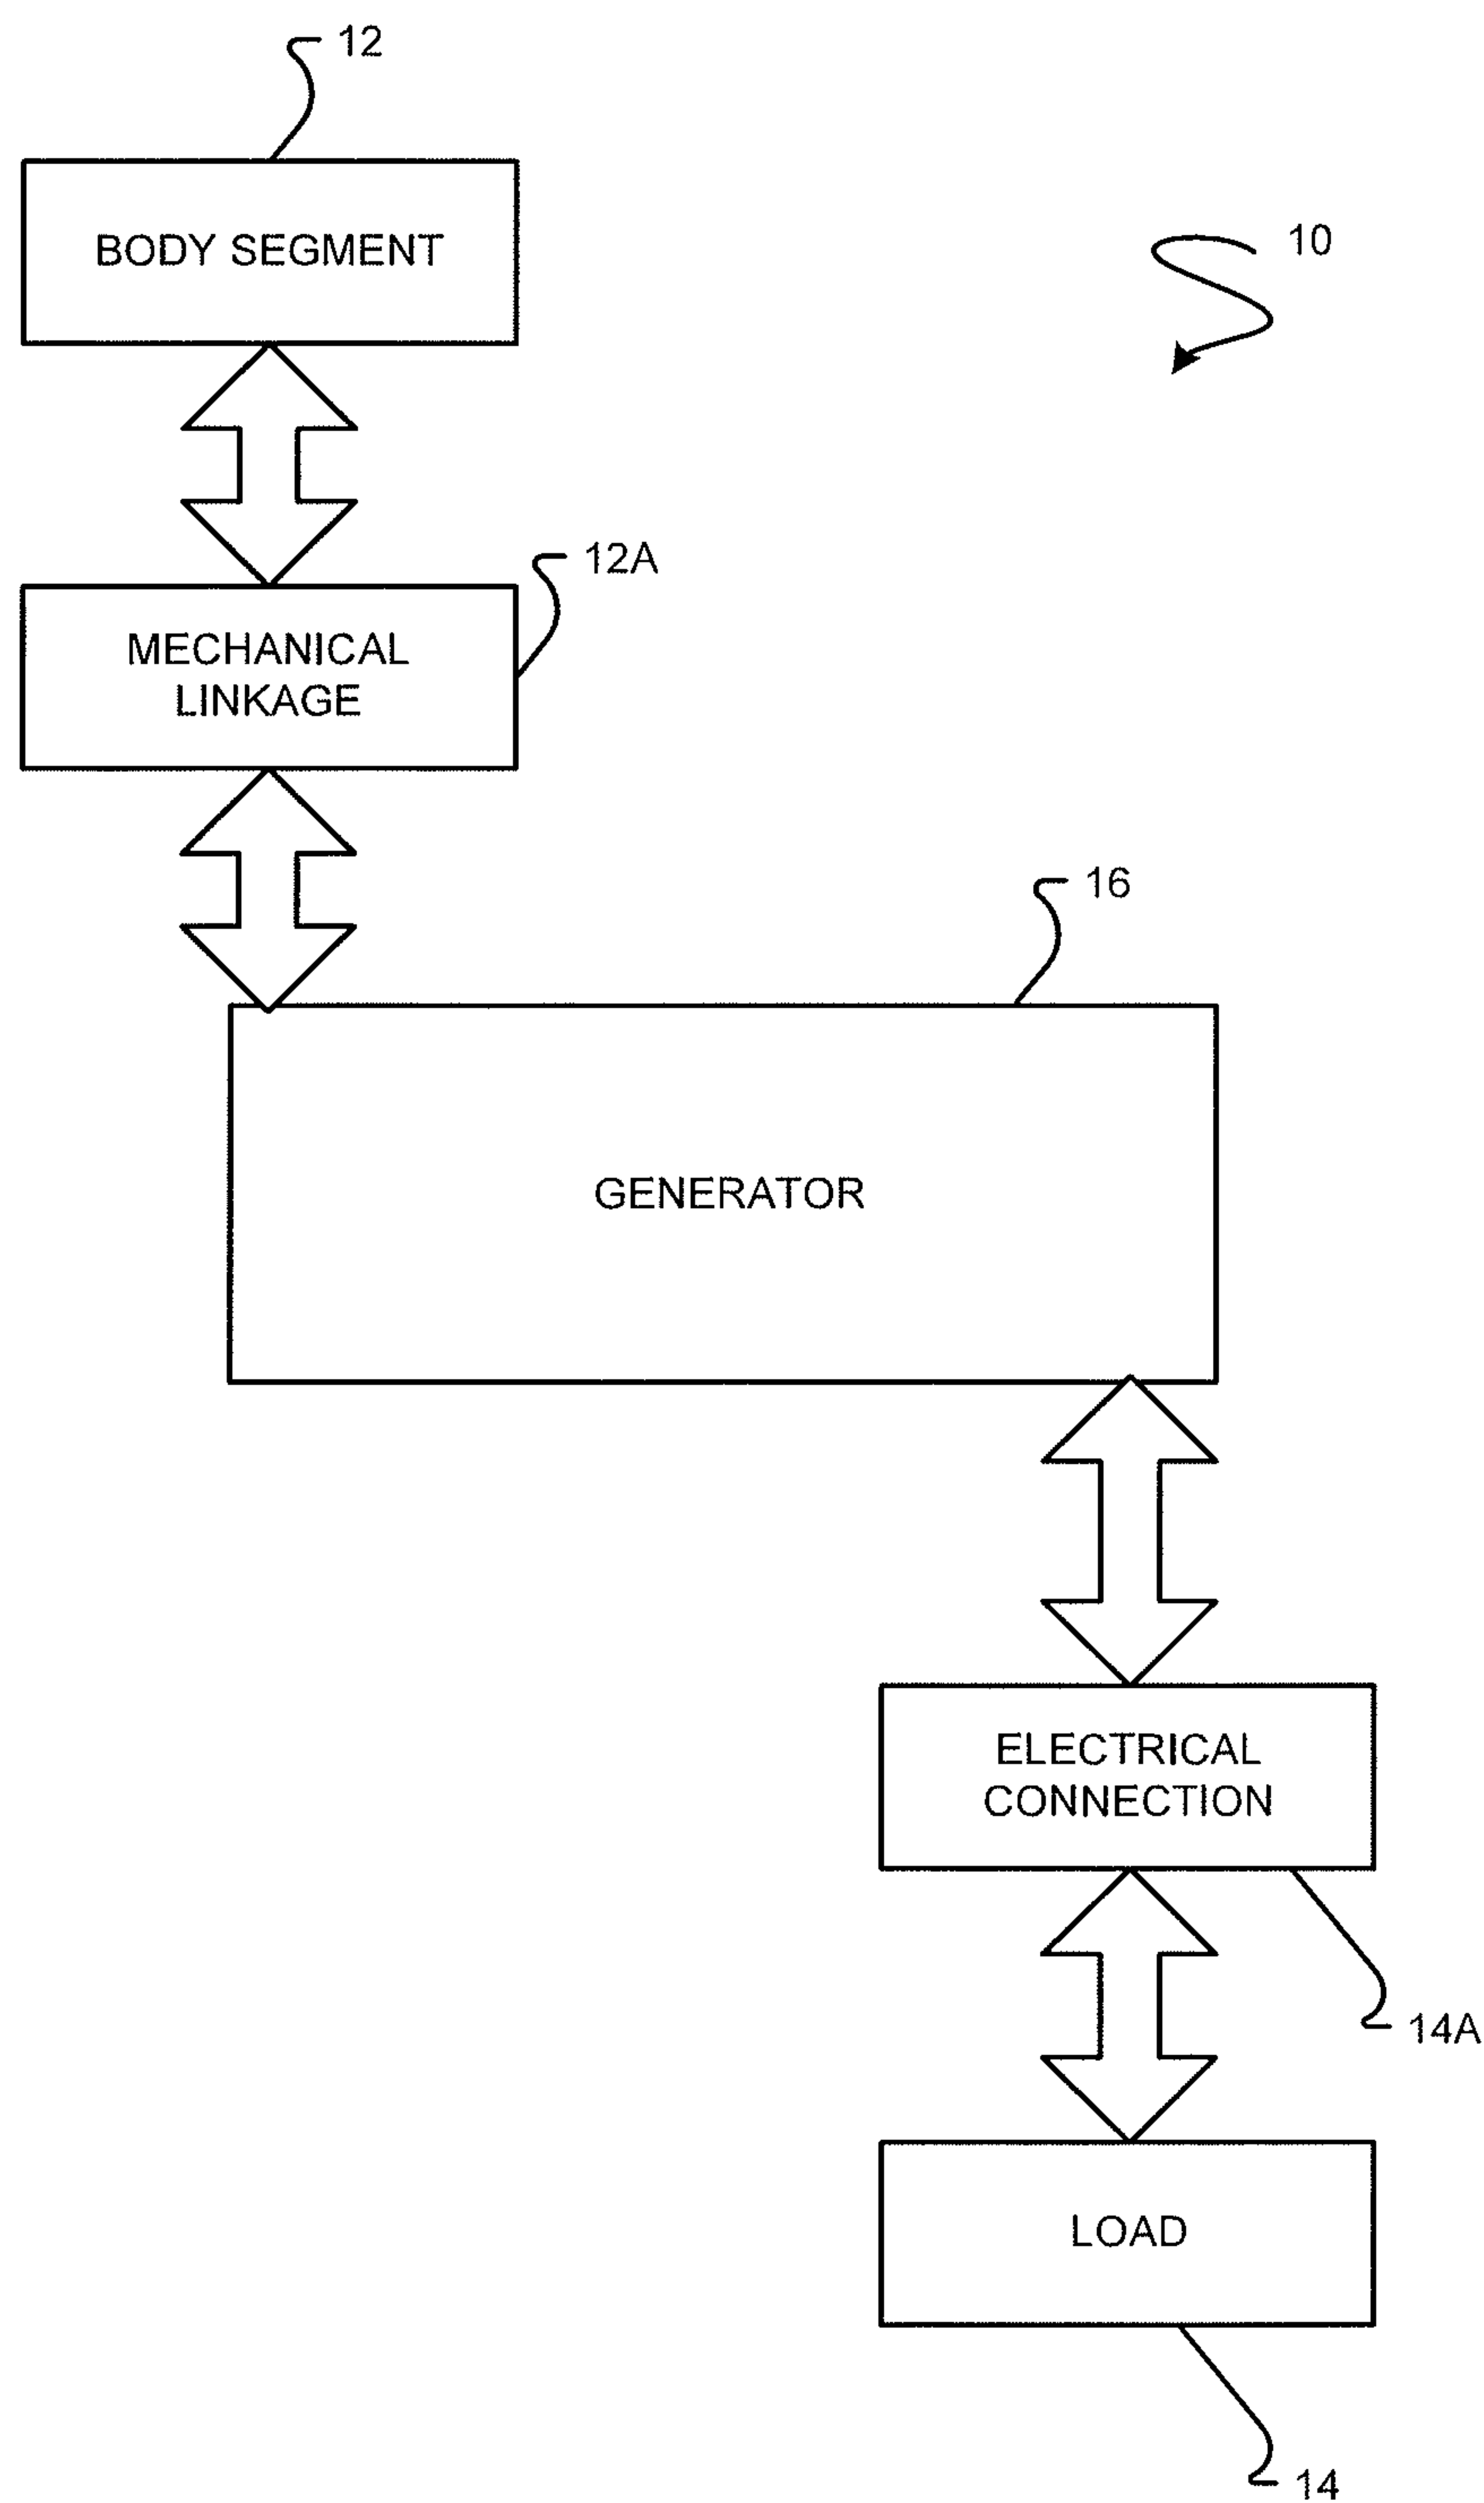 12
BODY SEGMENT
10
12A
MECHANICAL
LINKAGE
16
GENERATOR
ELECTRICAL
CONNECTION
14A
LOAD
14